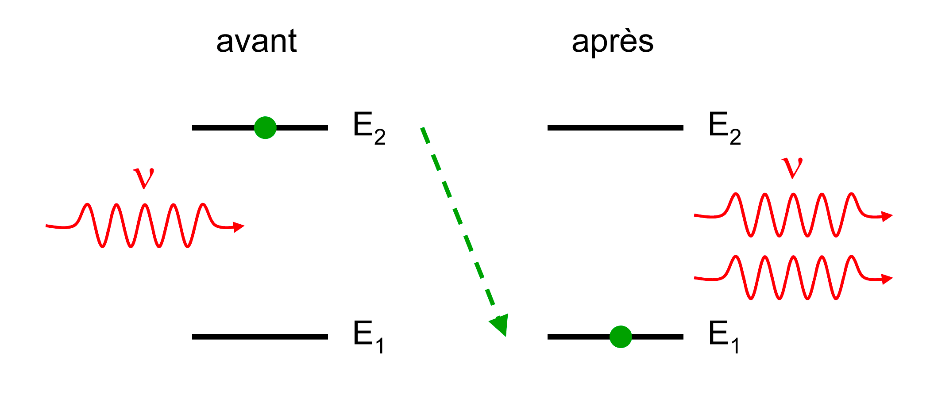 avant
après
E₂
E₂
ν
ν
E₁
E₁